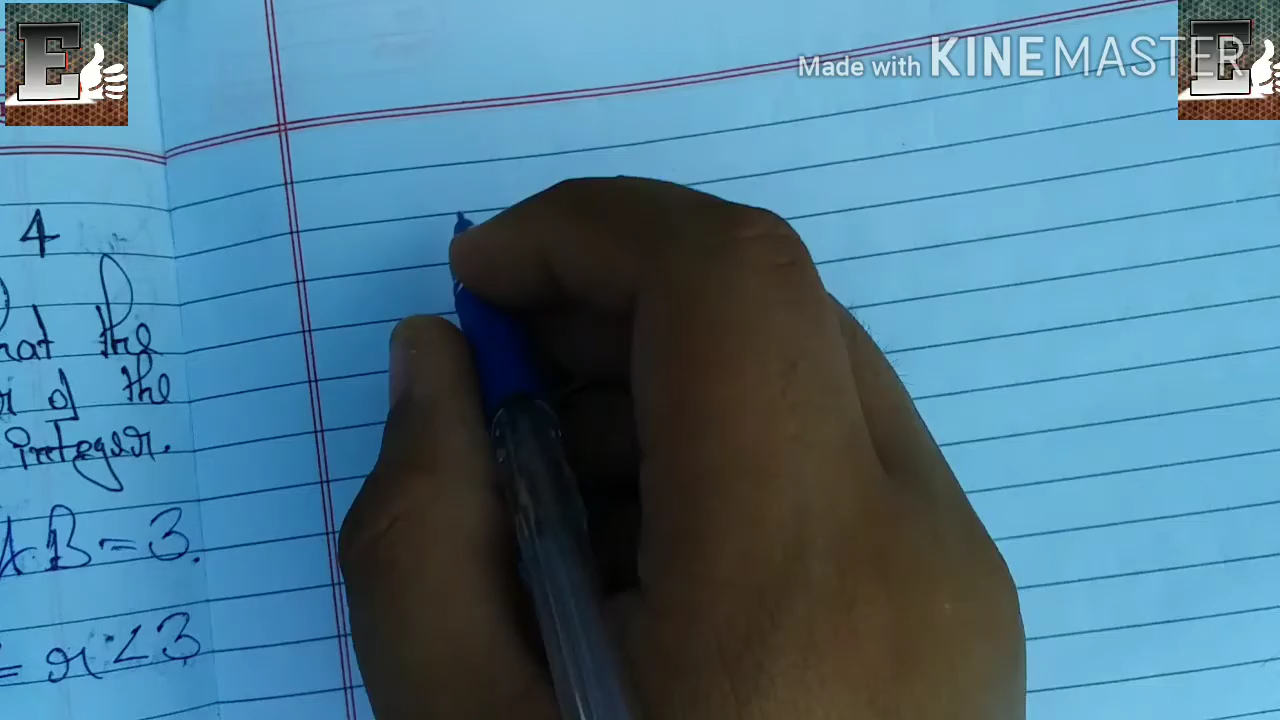 E
Made with KINEMASTER
E
4
the
of the
integer.
B = 3.
= r < 3